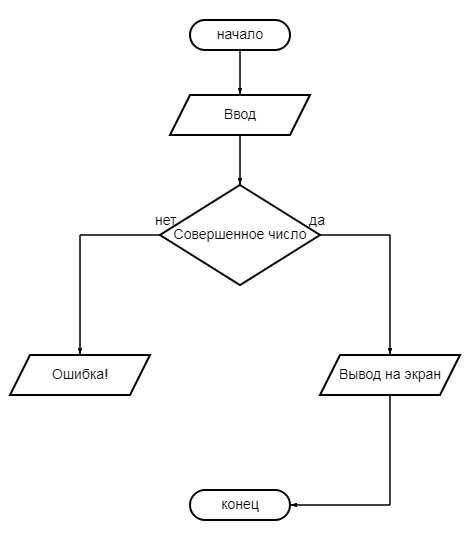 начало
Ввод
нет
да
Совершенное число
Ошибка!
Вывод на экран
конец